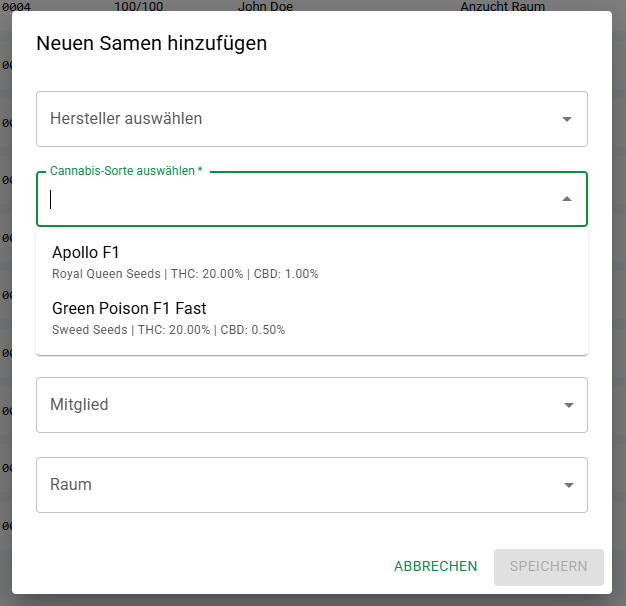 0004 100/100 John Doe Anzucht Raum
Neuen Samen hinzufügen
Hersteller auswählen
Cannabis-Sorte auswählen *
Apollo F1
Royal Queen Seeds | THC: 20.00% | CBD: 1.00%
Green Poison F1 Fast
Sweed Seeds | THC: 20.00% | CBD: 0.50%
Mitglied
Raum
ABBRECHEN SPEICHERN